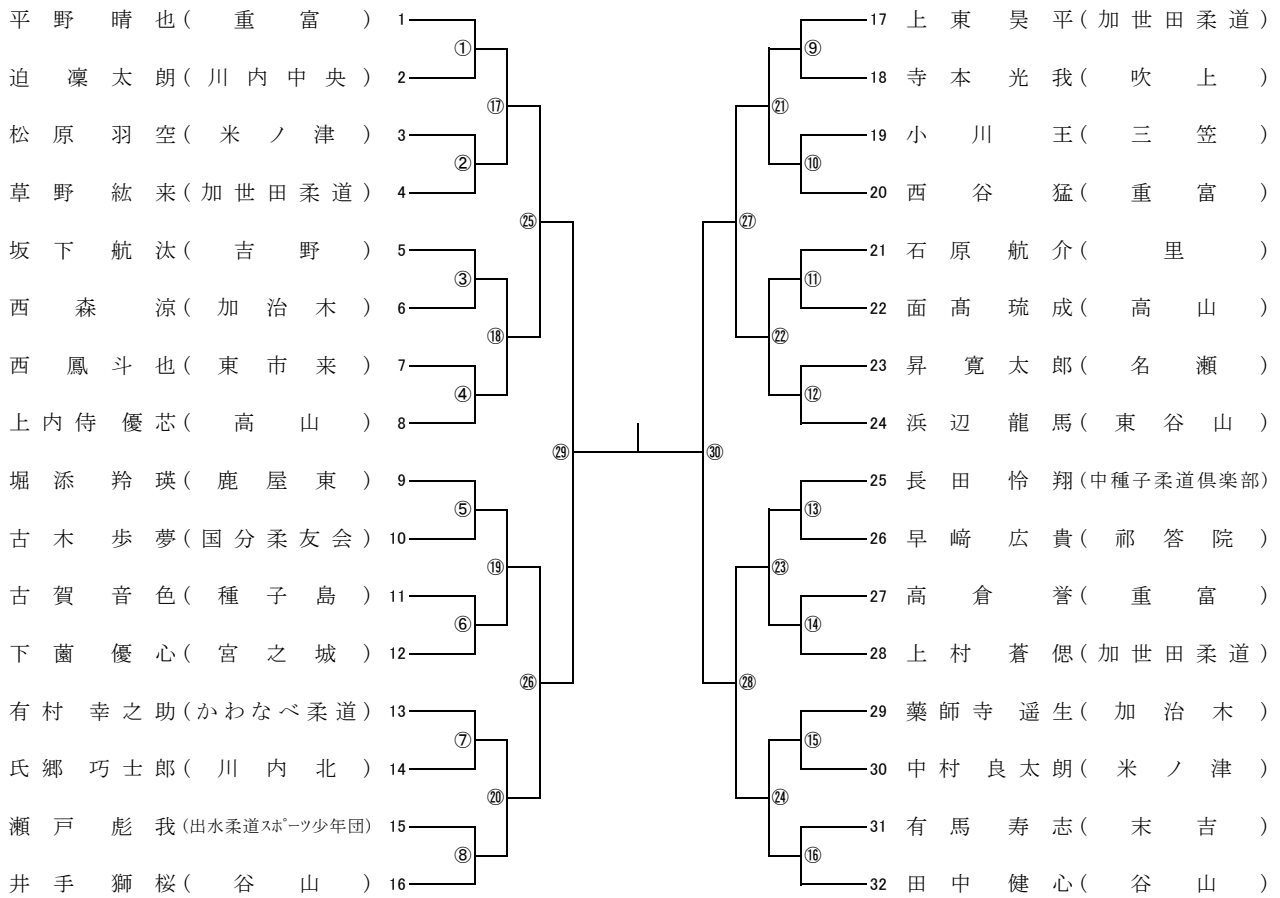 平野晴也(重富) 1
①
迫凜太朗(川内中央) 2
⑰
松原羽空(米ノ津) 3
②
草野紘来(加世田柔道) 4
㉕
坂下航汰(吉野) 5
③
西森涼(加治木) 6
⑱
西鳳斗也(東市来) 7
④
上内侍優芯(高山) 8
㉙
堀添羚瑛(鹿屋東) 9
⑤
古木歩夢(国分柔友会) 10
⑲
古賀音色(種子島) 11
⑥
下薗優心(宮之城) 12
㉖
有村幸之助(かわなべ柔道) 13
⑦
氏郷巧士郎(川内北) 14
⑳
瀬戸彪我(出水柔道スポーツ少年団) 15
⑧
井手獅桜(谷山) 16
17 上東昊平(加世田柔道)
⑨
18 寺本光我(吹上)
㉑
19 小川王(三笠)
⑩
20 西谷猛(重富)
㉗
21 石原航介(里)
⑪
22 面髙琉成(高山)
㉒
23 昇寛太郎(名瀬)
⑫
24 浜辺龍馬(東谷山)
㉚
25 長田怜翔(中種子柔道倶楽部)
⑬
26 早﨑広貴(祁答院)
㉓
27 高倉誉(重富)
⑭
28 上村蒼偲(加世田柔道)
㉘
29 薬師寺遥生(加治木)
⑮
30 中村良太朗(米ノ津)
㉔
31 有馬寿志(末吉)
⑯
32 田中健心(谷山)